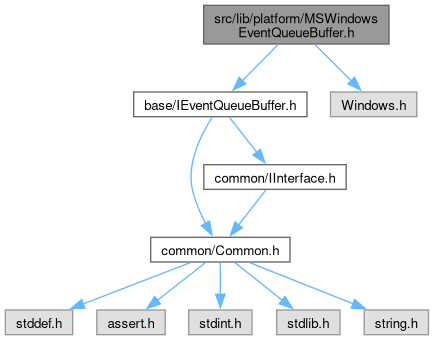 src/lib/platform/MSWindows
EventQueueBuffer.h
base/IEventQueueBuffer.h
Windows.h
common/IInterface.h
common/Common.h
stddef.h
assert.h
stdint.h
stdlib.h
string.h